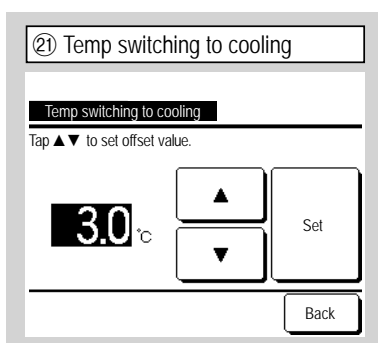 ㉑ Temp switching to cooling
Temp switching to cooling
Tap ▲▼ to set offset value.
▲
3.0 °C
Set
▼
Back